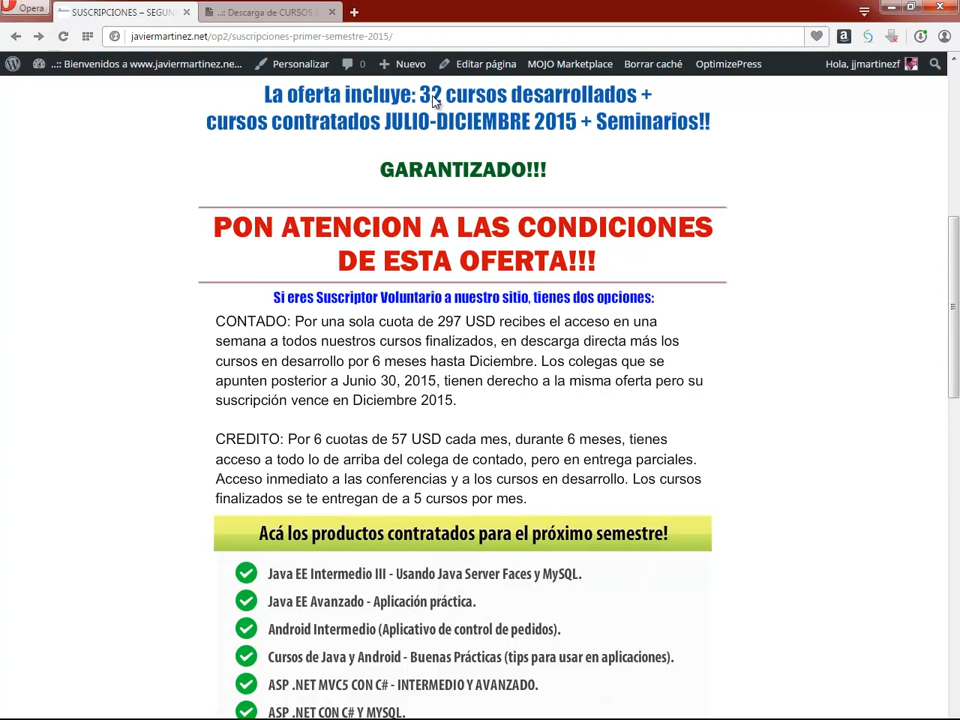 Opera
SUSCRIPCIONES – SEGUN
..:: Descarga de CURSOS
javiermartinez.net/op2/suscripciones-primer-semestre-2015/
..:: Bienvenidos a www.javiermartinez.ne... Personalizar 0 Nuevo Editar página MOJO Marketplace Borrar caché OptimizePress Hola, jjmartinezf
La oferta incluye: 32 cursos desarrollados +
cursos contratados JULIO-DICIEMBRE 2015 + Seminarios!!
GARANTIZADO!!!
PON ATENCION A LAS CONDICIONES
DE ESTA OFERTA!!!
Si eres Suscriptor Voluntario a nuestro sitio, tienes dos opciones:
CONTADO: Por una sola cuota de 297 USD recibes el acceso en una
semana a todos nuestros cursos finalizados, en descarga directa más los
cursos en desarrollo por 6 meses hasta Diciembre. Los colegas que se
apunten posterior a Junio 30, 2015, tienen derecho a la misma oferta pero su
suscripción vence en Diciembre 2015.
CREDITO: Por 6 cuotas de 57 USD cada mes, durante 6 meses, tienes
acceso a todo lo de arriba del colega de contado, pero en entrega parciales.
Acceso inmediato a las conferencias y a los cursos en desarrollo. Los cursos
finalizados se te entregan de a 5 cursos por mes.
Acá los productos contratados para el próximo semestre!
Java EE Intermedio III - Usando Java Server Faces y MySQL.
Java EE Avanzado - Aplicación práctica.
Android Intermedio (Aplicativo de control de pedidos).
Cursos de Java y Android - Buenas Prácticas (tips para usar en aplicaciones).
ASP .NET MVC5 CON C# - INTERMEDIO Y AVANZADO.
ASP .NET CON C# Y MYSQL.